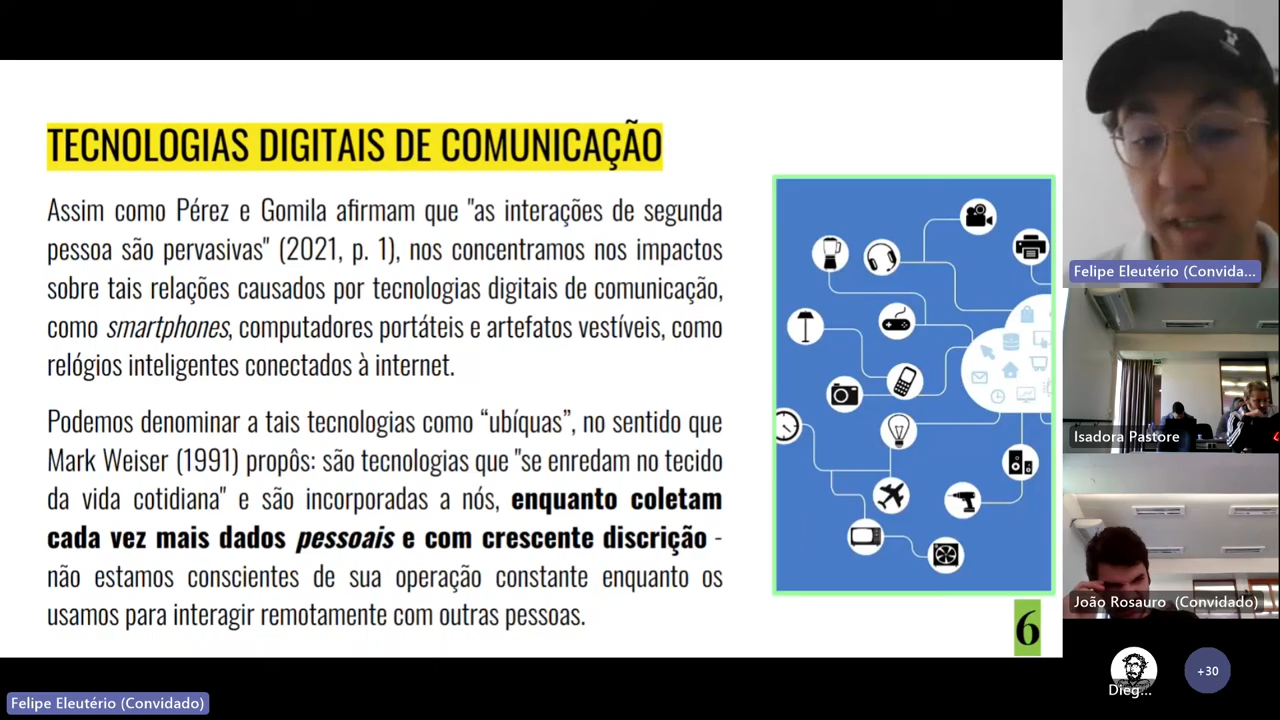 TECNOLOGIAS DIGITAIS DE COMUNICAÇÃO
Assim como Pérez e Gomila afirmam que "as interações de segunda
pessoa são pervasivas" (2021, p. 1), nos concentramos nos impactos
sobre tais relações causados por tecnologias digitais de comunicação,
como smartphones, computadores portáteis e artefatos vestíveis, como
relógios inteligentes conectados à internet.
Podemos denominar a tais tecnologias como “ubíquas”, no sentido que
Mark Weiser (1991) propôs: são tecnologias que "se enredam no tecido
da vida cotidiana" e são incorporadas a nós, enquanto coletam
cada vez mais dados pessoais e com crescente discrição -
não estamos conscientes de sua operação constante enquanto os
usamos para interagir remotamente com outras pessoas.
6
Felipe Eleutério (Convida...
Isadora Pastore
João Rosauro (Convidado)
Dieg...
+30
Felipe Eleutério (Convidado)